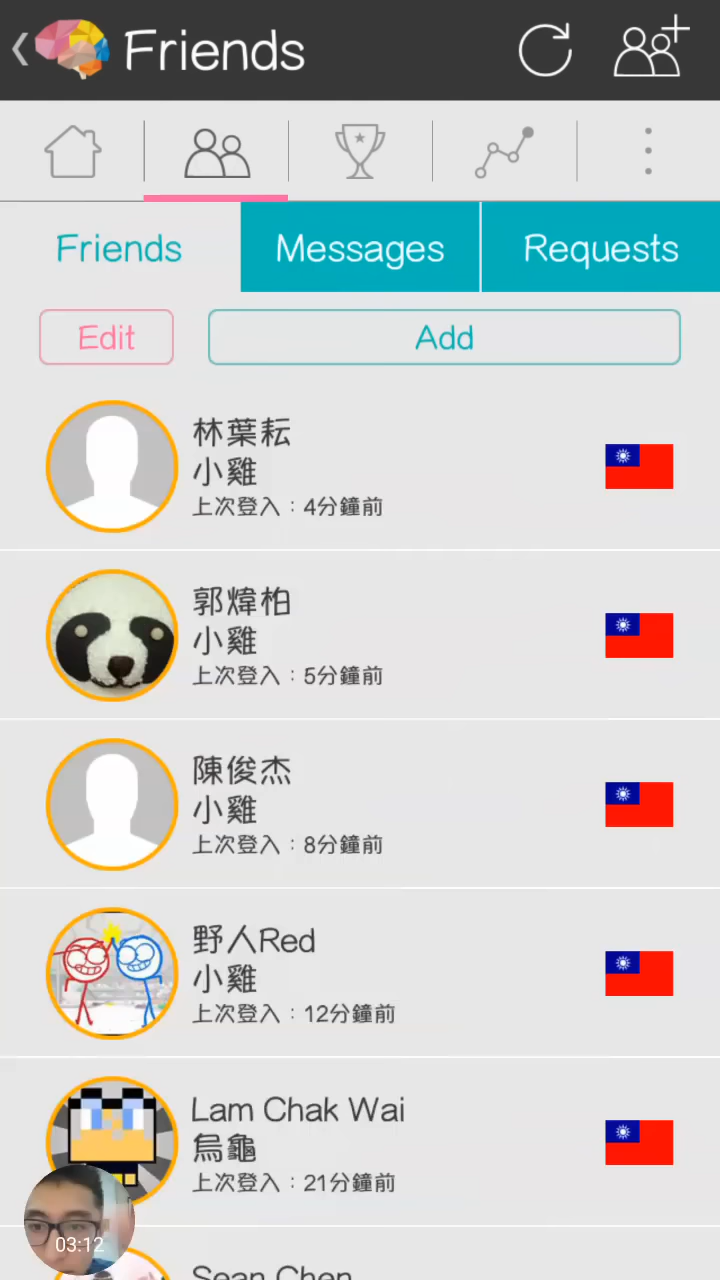 Friends
Friends
Messages
Requests
Edit
Add
林葉耘
小雞
上次登入：4分鐘前
郭煒柏
小雞
上次登入：5分鐘前
陳俊杰
小雞
上次登入：8分鐘前
野人Red
小雞
上次登入：12分鐘前
Lam Chak Wai
烏龜
上次登入：21分鐘前
03:12
Sean Chen